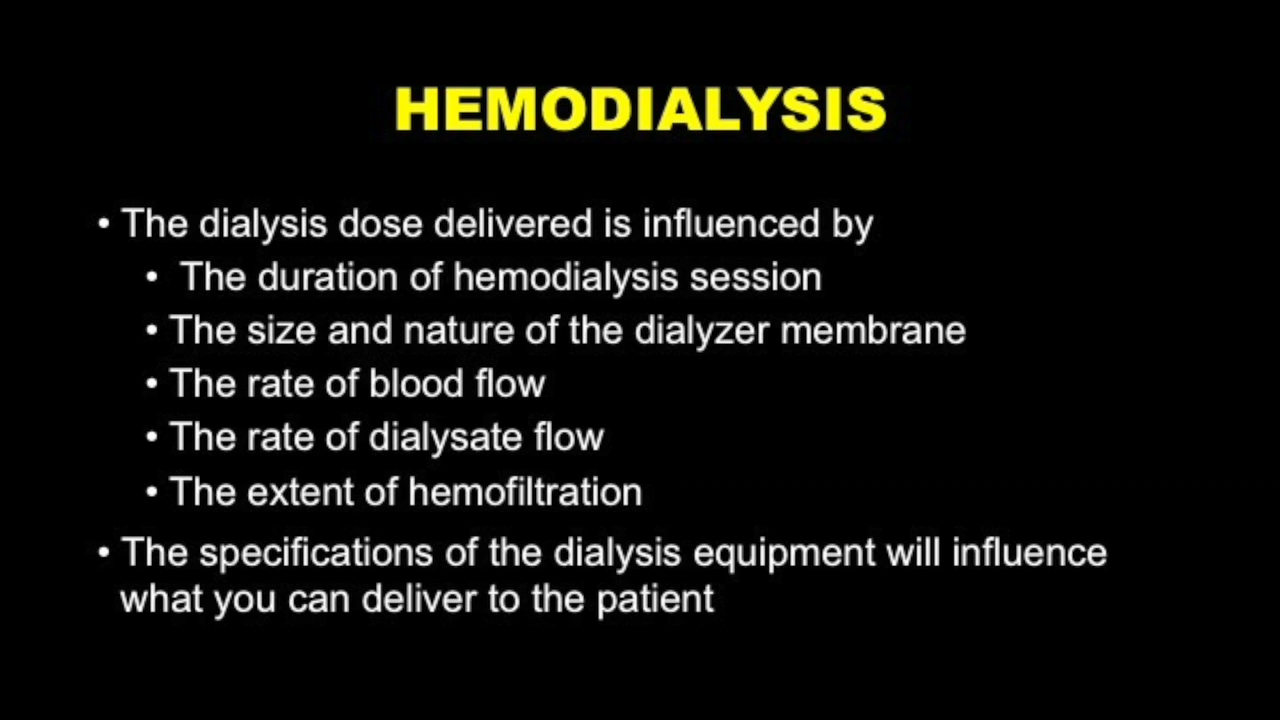 HEMODIALYSIS
• The dialysis dose delivered is influenced by
• The duration of hemodialysis session
• The size and nature of the dialyzer membrane
• The rate of blood flow
• The rate of dialysate flow
• The extent of hemofiltration
• The specifications of the dialysis equipment will influence
what you can deliver to the patient